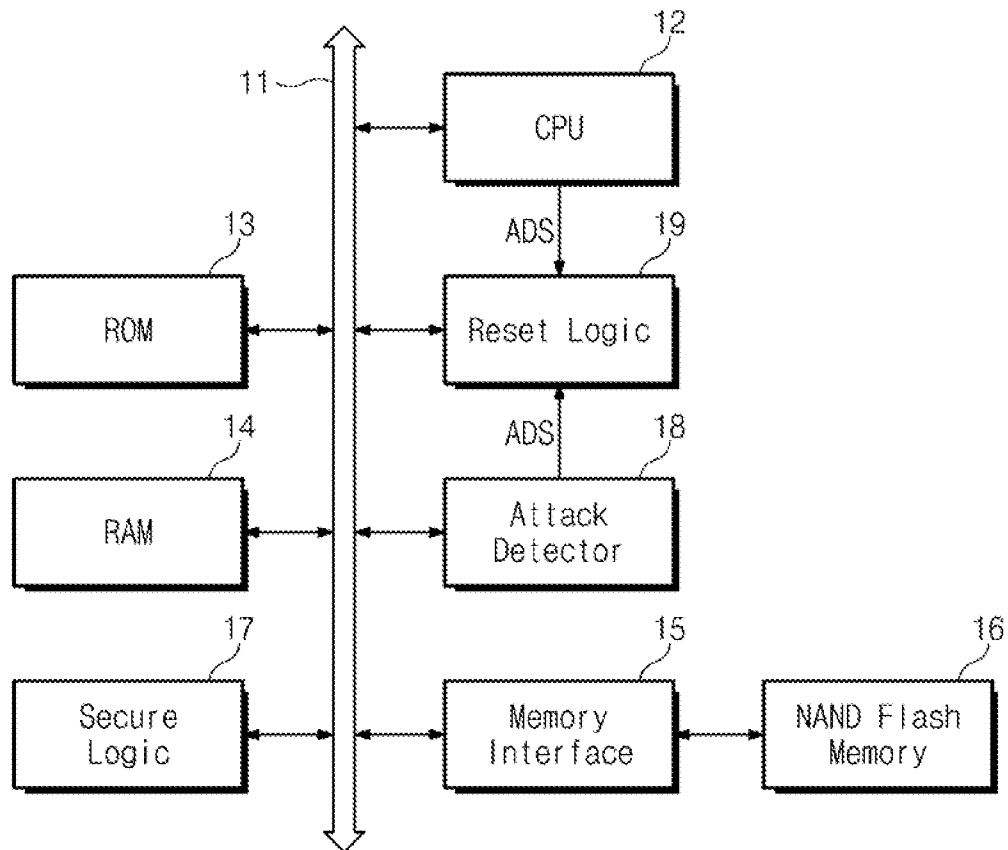 12
11
CPU
ADS
13
19
ROM
Reset Logic
14
ADS
18
RAM
Attack
Detector
17
15
16
Secure
Logic
Memory
Interface
NAND Flash
Memory